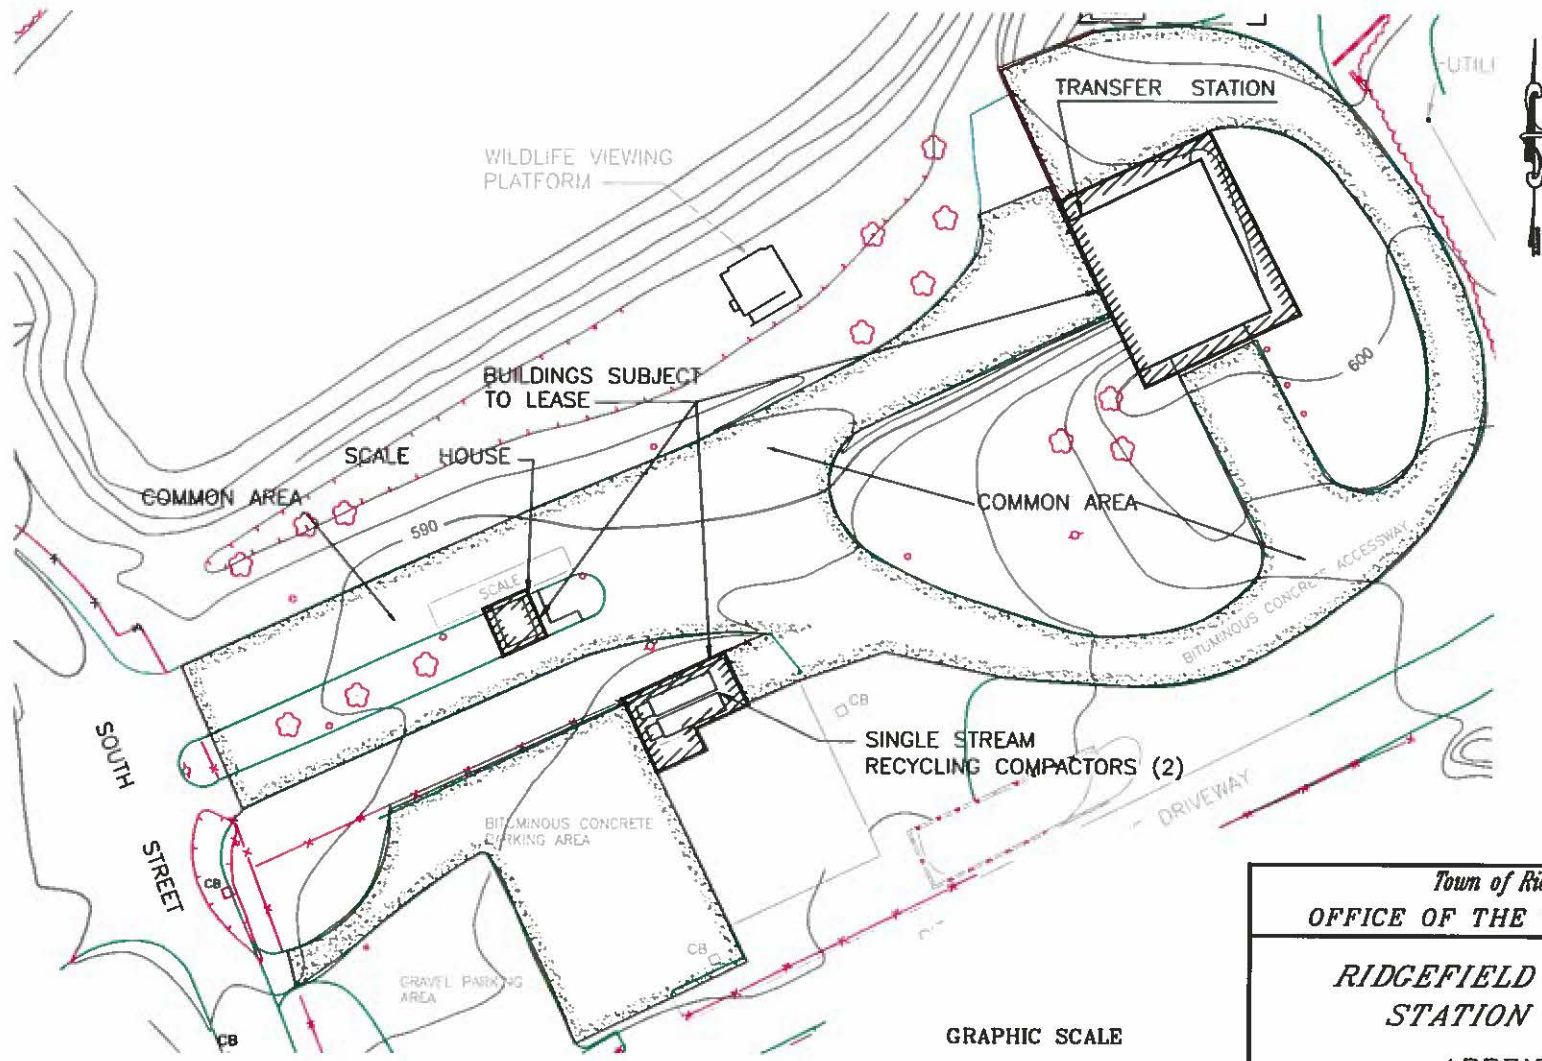 TRANSFER STATION
WILDLIFE VIEWING
PLATFORM
BUILDINGS SUBJECT
TO LEASE
600
SCALE HOUSE
COMMON AREA
COMMON AREA
590
SCALE
BITUMINOUS CONCRETE ACCESSWAY
SOUTH
STREET
CB
SINGLE STREAM
RECYCLING COMPACTORS (2)
DRIVEWAY
BITUMINOUS CONCRETE
PARKING AREA
CB
CB
GRAVEL PARKING
AREA
CB
GRAPHIC SCALE
Town of
OFFICE OF THE
RIDGEFIELD
STATION